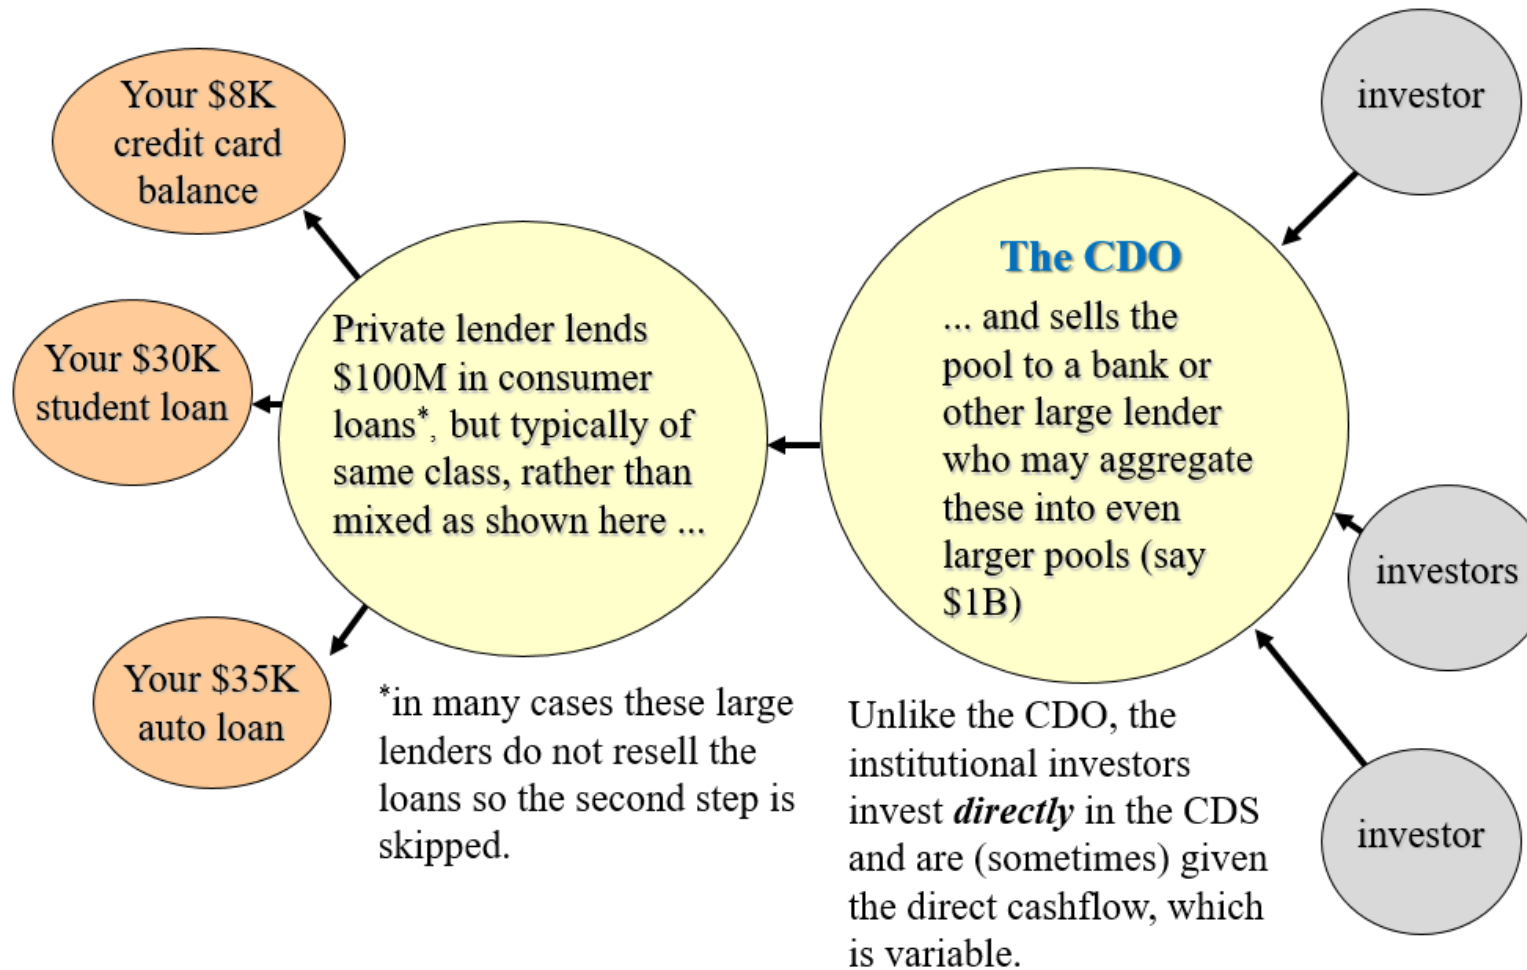 Your $8K
credit card
balance
Your $30K
student loan
Your $35K
auto loan
Private lender lends
$100M in consumer
loans*, but typically of
same class, rather than
mixed as shown here ...
*in many cases these large
lenders do not resell the
loans so the second step is
skipped.
The CDO
... and sells the
pool to a bank or
other large lender
who may aggregate
these into even
larger pools (say
$1B)
Unlike the CDO, the
institutional investors
invest directly in the CDS
and are (sometimes) given
the direct cashflow, which
is variable.
investor
investors
investor